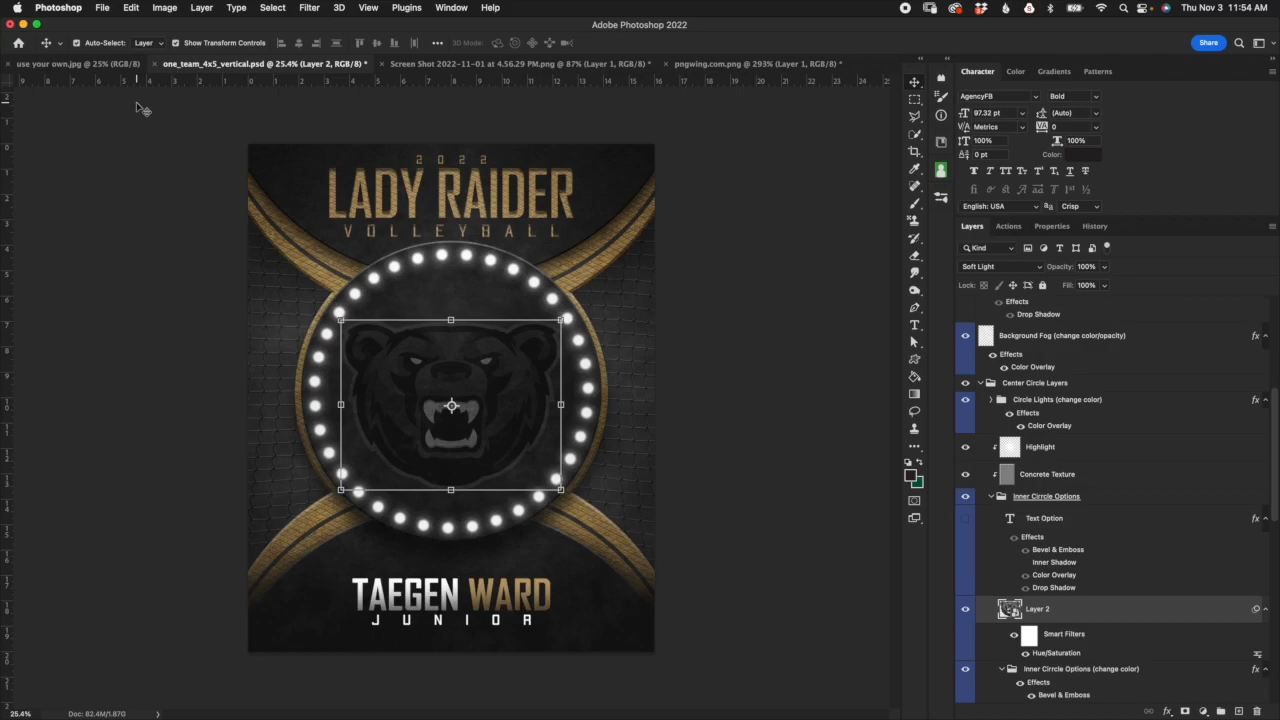 Photoshop File Edit Image Layer Type Select Filter 3D View Plugins Window Help
Thu Nov 3 11:54 AM
Adobe Photoshop 2022
Auto-Select: Layer Show Transform Controls
3D Mode:
Share
use your own.jpg @ 25% (RGB/8)
one_team_4x5_vertical.psd @ 25.4% (Layer 2, RGB/8) *
Screen Shot 2022-11-01 at 4.56.29 PM.png @ 87% (Layer 1, RGB/8) *
pngwing.com.png @ 293% (Layer 1, RGB/8) *
Character Color Gradients Patterns
AgencyFB Bold
97.32 pt (Auto)
Metrics 0
100% 100%
0 pt Color:
English: USA Crisp
Layers Actions Properties History
Kind
Soft Light Opacity: 100%
Lock: Fill: 100%
Effects
Drop Shadow
Background Fog (change color/opacity) fx
Effects
Color Overlay
Center Circle Layers
Circle Lights (change color) fx
Effects
Color Overlay
Highlight
Concrete Texture
Inner Cirrcle Options
T Text Option fx
Effects
Bevel & Emboss
Inner Shadow
Color Overlay
Drop Shadow
Layer 2
Smart Filters
Hue/Saturation
Inner Circle Options (change color) fx
Effects
Bevel & Emboss
2022
LADY RAIDER
VOLLEYBALL
TAEGEN WARD
JUNIOR
25.4% Doc: 82.4M/1.87G